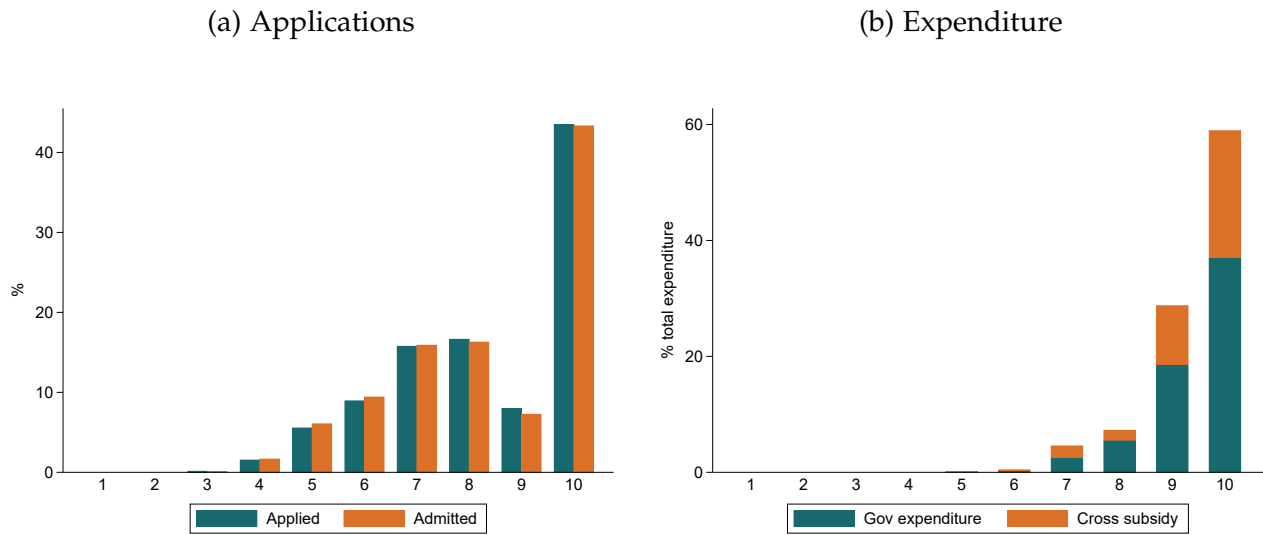 (a) Applications
%
40
30
20
10
0
1 2 3 4 5 6 7 8 9 10
Applied Admitted
(b) Expenditure
% total expenditure
60
40
20
0
1 2 3 4 5 6 7 8 9 10
Gov expenditure Cross subsidy